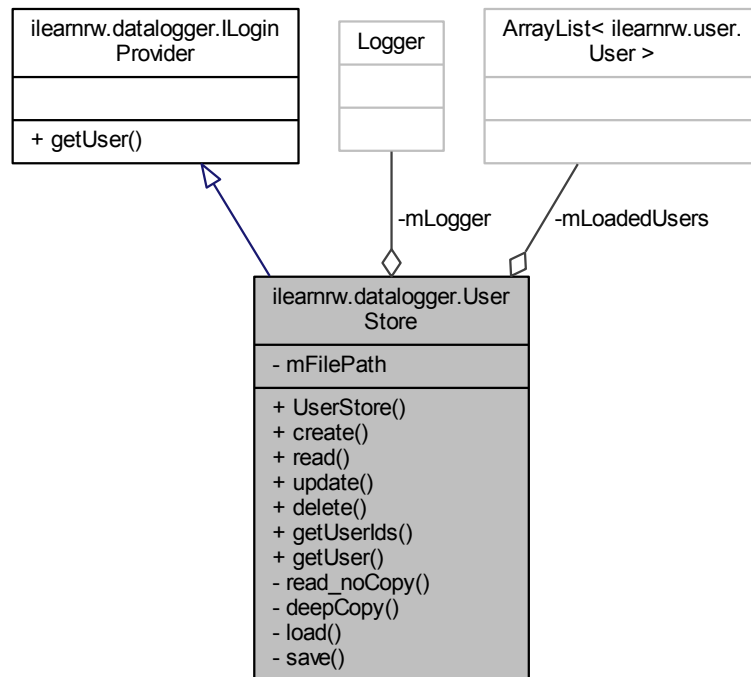 ilearnrw.datalogger.ILogin
Provider
+ getUser()
Logger
ArrayList< ilearnrw.user.
User >
-mLogger
-mLoadedUsers
ilearnrw.datalogger.User
Store
- mFilePath
+ UserStore()
+ create()
+ read()
+ update()
+ delete()
+ getUserIds()
+ getUser()
- read_noCopy()
- deepCopy()
- load()
- save()